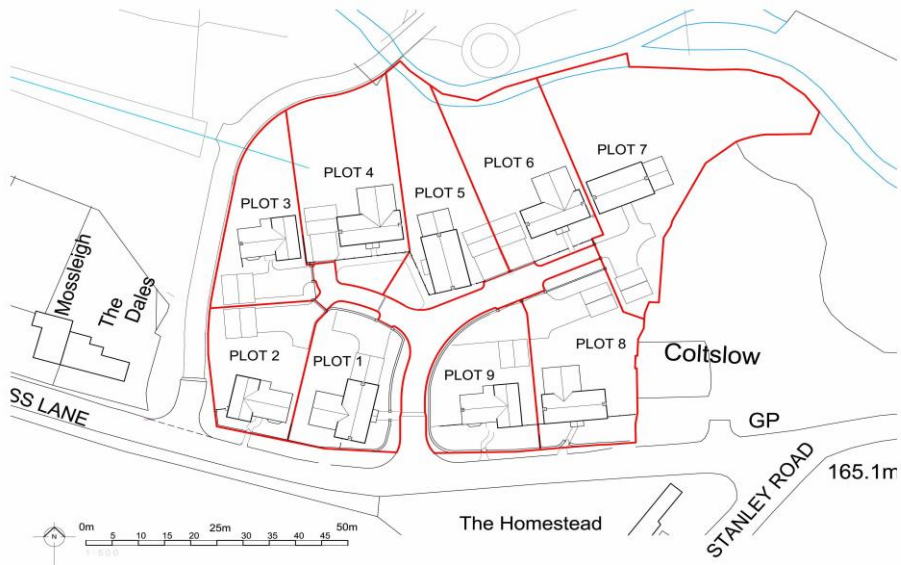 PLOT 4
PLOT 6
PLOT 7
PLOT 3
PLOT 5
Mossleigh
The
Dales
PLOT 2
PLOT 1
PLOT 9
PLOT 8
Coltslow
SS LANE
GP
STANLEY ROAD
165.1m
The Homestead
N
0m 5 10 15 20 25m 30 35 40 45 50m
1:500